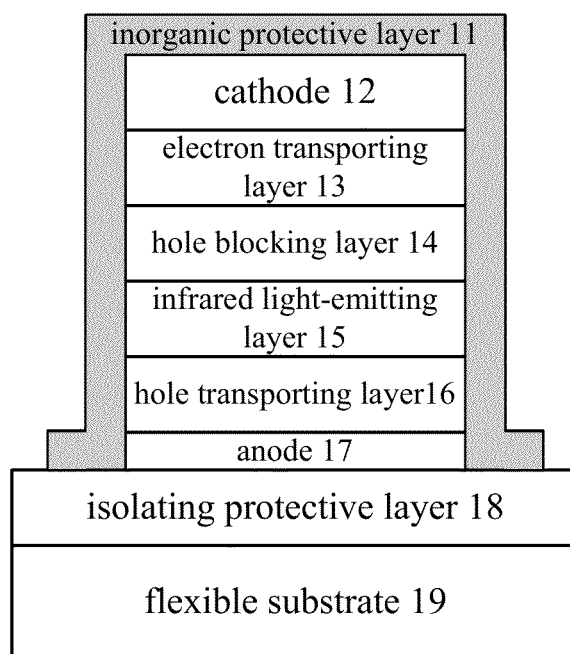 inorganic protective layer 11
cathode 12
electron transporting
layer 13
hole blocking layer 14
infrared light-emitting
layer 15
hole transporting layer16
anode 17
isolating protective layer 18
flexible substrate 19